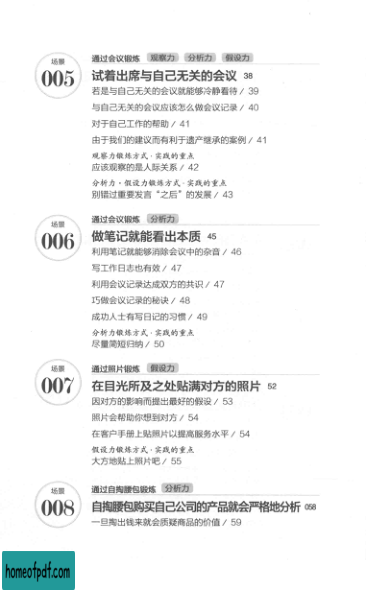 场景
005
通过会议锻炼 观察力 分析力 假设力
试着出席与自己无关的会议 38
若是与自己无关的会议就能够冷静看待 / 39
与自己无关的会议应该怎么做会议记录 / 40
对于自己工作的帮助 / 41
由于我们的建议而有利于遗产继承的案例 / 41
观察力锻炼方式·实践的重点
应该观察的是人际关系 / 42
分析力·假设力锻炼方式·实践的重点
别错过重要发言“之后”的发展 / 43
场景
006
通过会议锻炼 分析力
做笔记就能看出本质 45
利用笔记就能够消除会议中的杂音 / 46
写工作日志也有效 / 47
利用会议记录达成双方的共识 / 47
巧做会议记录的秘诀 / 48
成功人士有写日记的习惯 / 49
分析力锻炼方式·实践的重点
尽量简短归纳 / 50
场景
007
通过照片锻炼 假设力
在目光所及之处贴满对方的照片 52
因对方的影响而提出最好的假设 / 53
照片会帮助你想到对方 / 54
在客户手册上贴照片以提高服务水平 / 54
假设力锻炼方式·实践的重点
大方地贴上照片吧 / 55
场景
008
通过自掏腰包锻炼 分析力
自掏腰包购买自己公司的产品就会严格地分析 058
一旦掏出钱来就会质疑商品的价值 / 59
homeofpdf.com